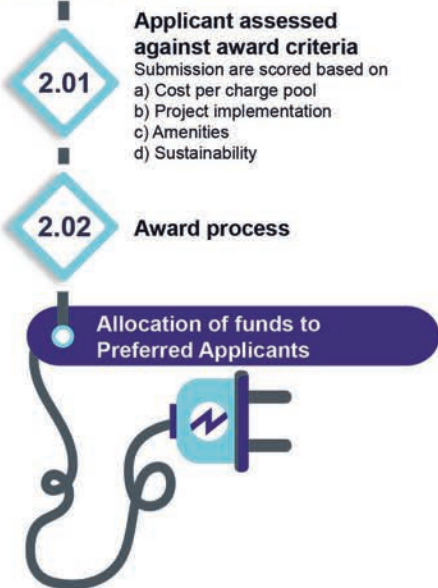 2.01
Applicant assessed
against award criteria
Submission are scored based on
a) Cost per charge pool
b) Project implementation
c) Amenities
d) Sustainability
2.02
Award process
Allocation of funds to
Preferred Applicants